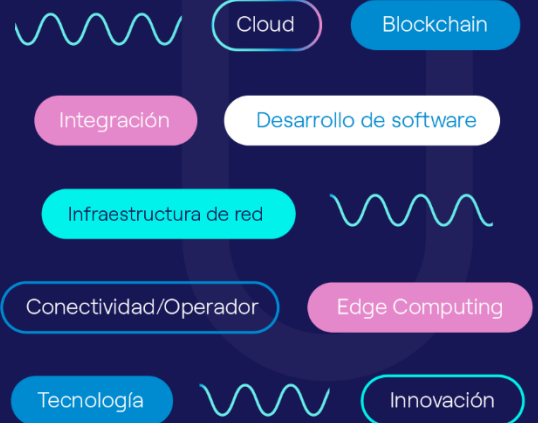 Cloud
Blockchain
Integración
Desarrollo de software
Infraestructura de red
Conectividad/Operador
Edge Computing
Tecnología
Innovación